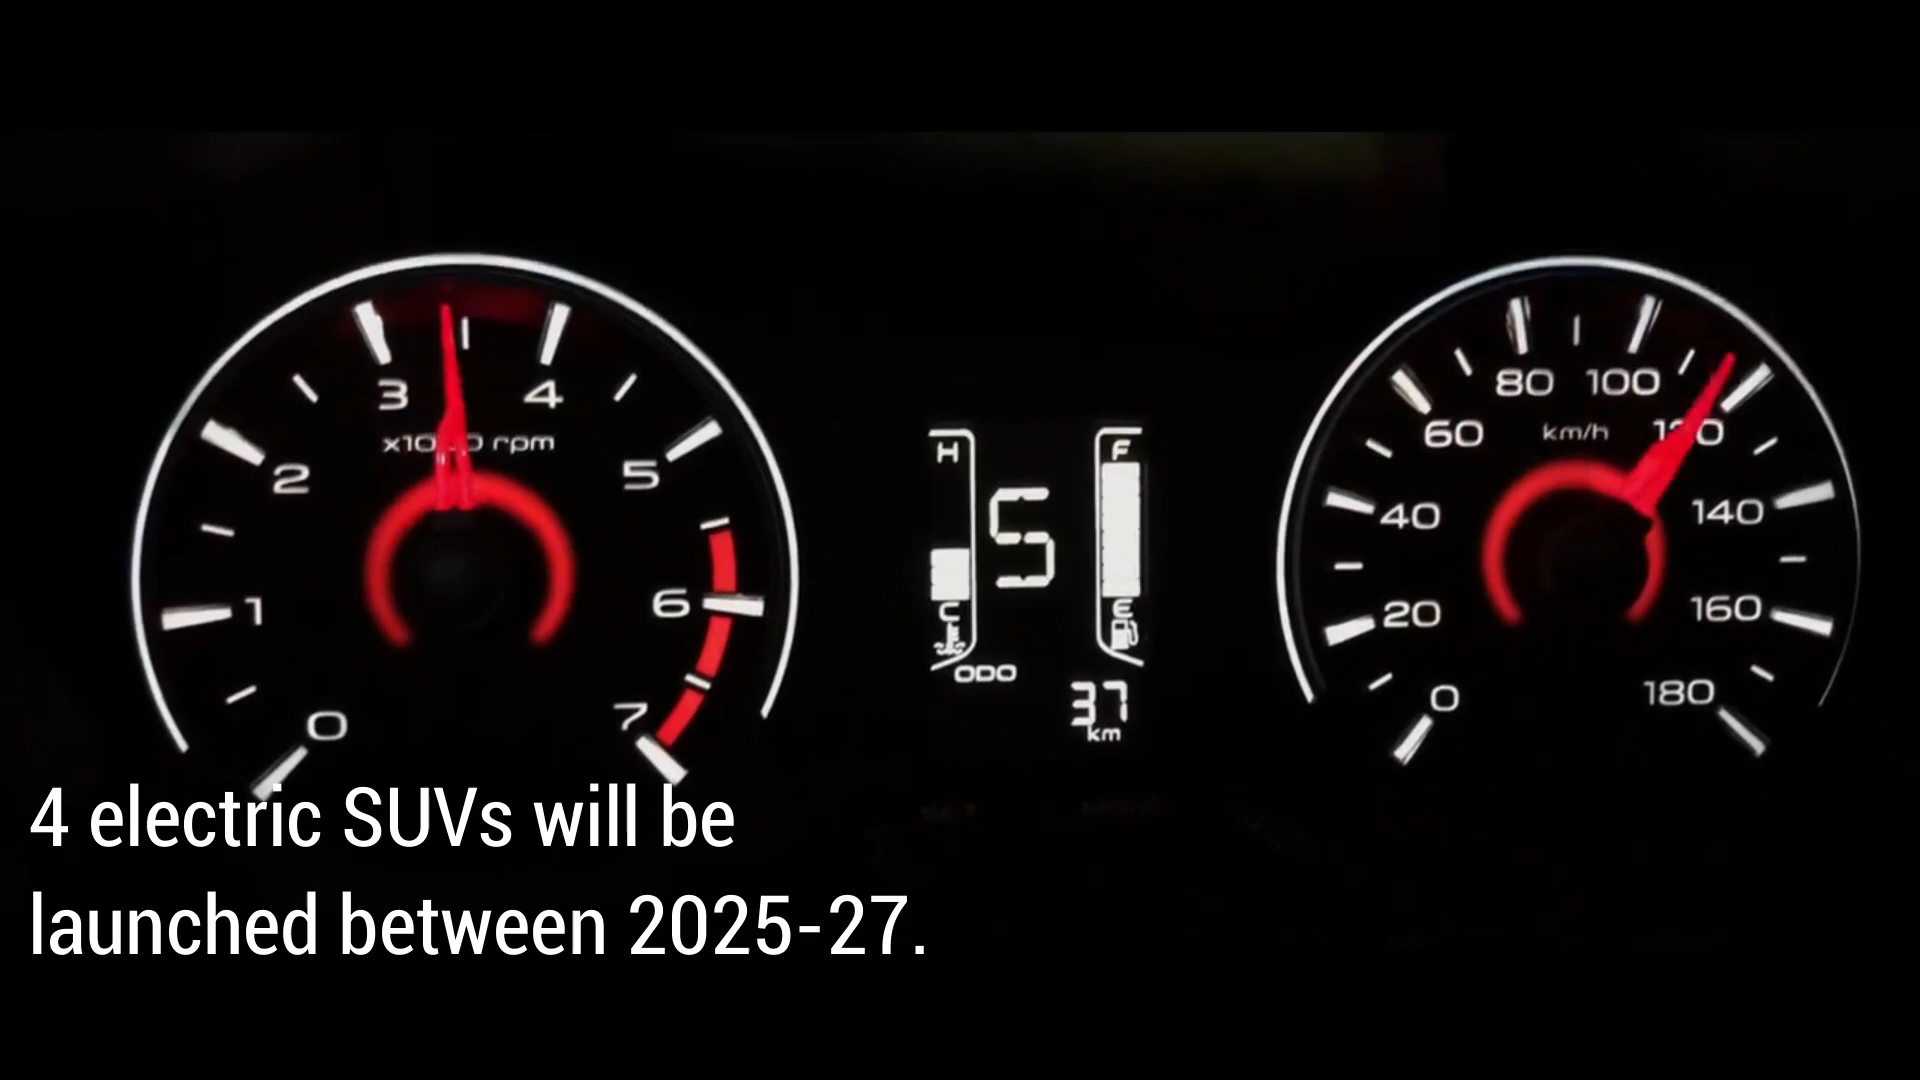 0
1
2
3
4
5
6
7
rpm
H
C
5
F
E
ODO
37
km
0
20
40
60
80
100
140
160
180
km/h
4 electric SUVs will be
launched between 2025-27.